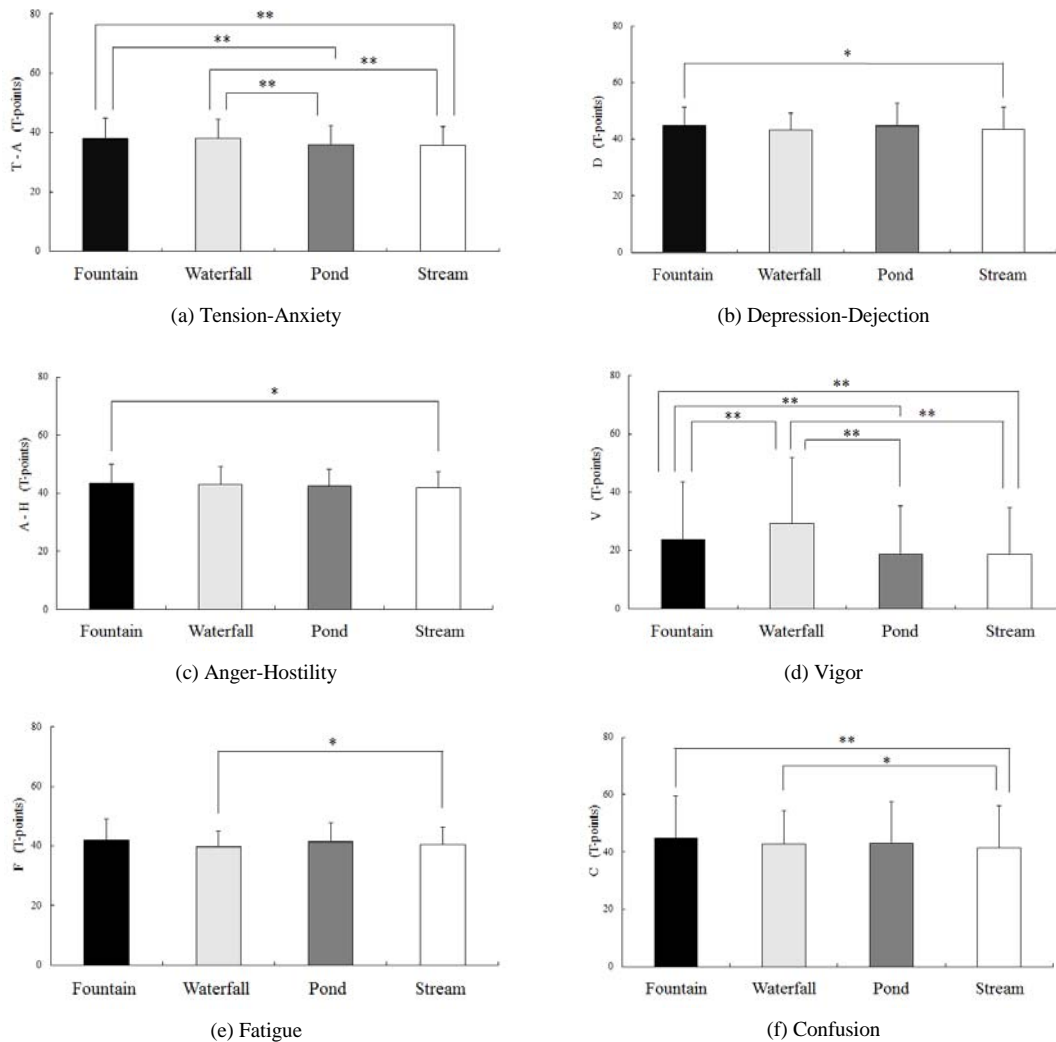 80
60
40
20
0
T - A (T-points)
**
**
**
**
Fountain Waterfall Pond Stream
(a) Tension-Anxiety
80
60
40
20
0
D (T-points)
*
Fountain Waterfall Pond Stream
(b) Depression-Dejection
80
60
40
20
0
A - H (T-points)
*
Fountain Waterfall Pond Stream
(c) Anger-Hostility
80
60
40
20
0
V (T-points)
**
**
** **
**
Fountain Waterfall Pond Stream
(d) Vigor
80
60
40
20
0
F (T-points)
*
Fountain Waterfall Pond Stream
(e) Fatigue
80
60
40
20
0
C (T-points)
**
*
Fountain Waterfall Pond Stream
(f) Confusion